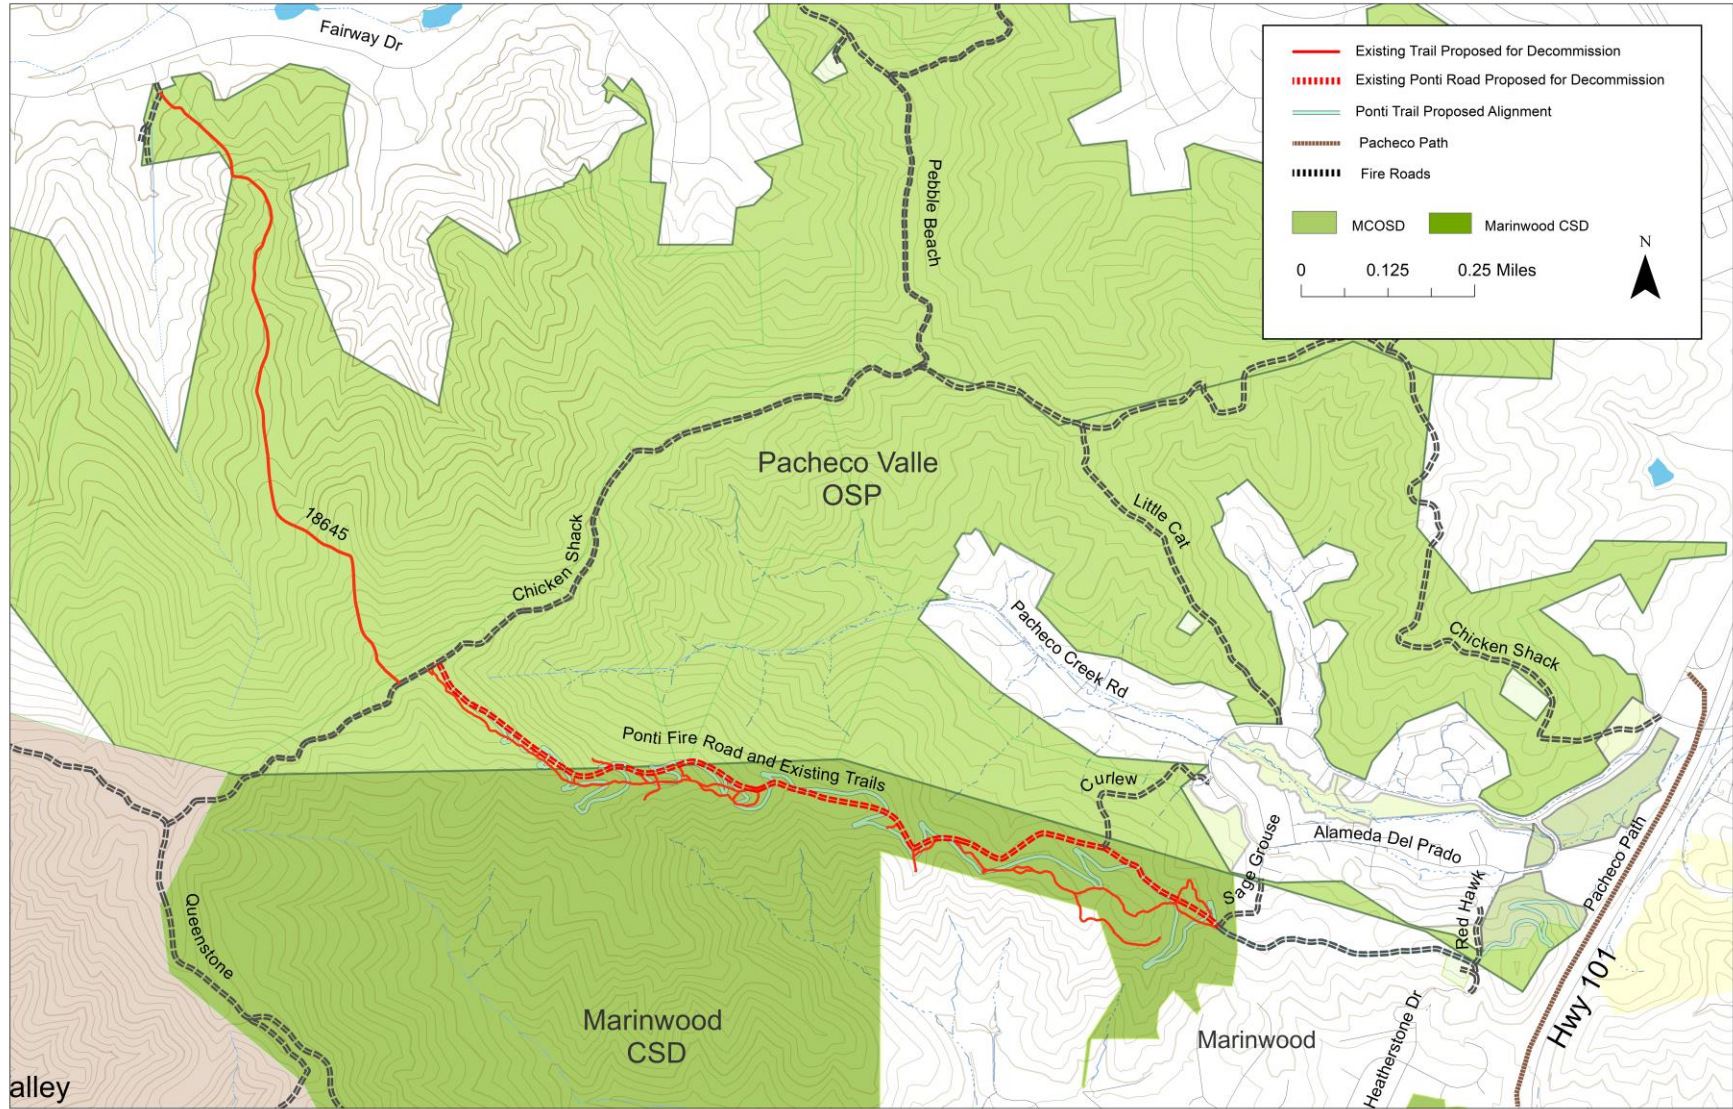 Fairway Dr
Existing Trail Proposed for Decommission
Existing Ponti Road Proposed for Decommission
Ponti Trail Proposed Alignment
Pacheco Path
Fire Roads
MCOSD
Marinwood CSD
N
0 0.125 0.25 Miles
Pebble Beach
Pacheco Valle
OSP
18645
Little Cat
Chicken Shack
Pacheco Creek Rd
Chicken Shack
Ponti Fire Road and Existing Trails
Curlew
Sage Grouse
Alameda Del Prado
Pacheco Path
Red Hawk
Queenstone
Hwy 101
Marinwood
CSD
Marinwood
Heatherstone Dr
alley